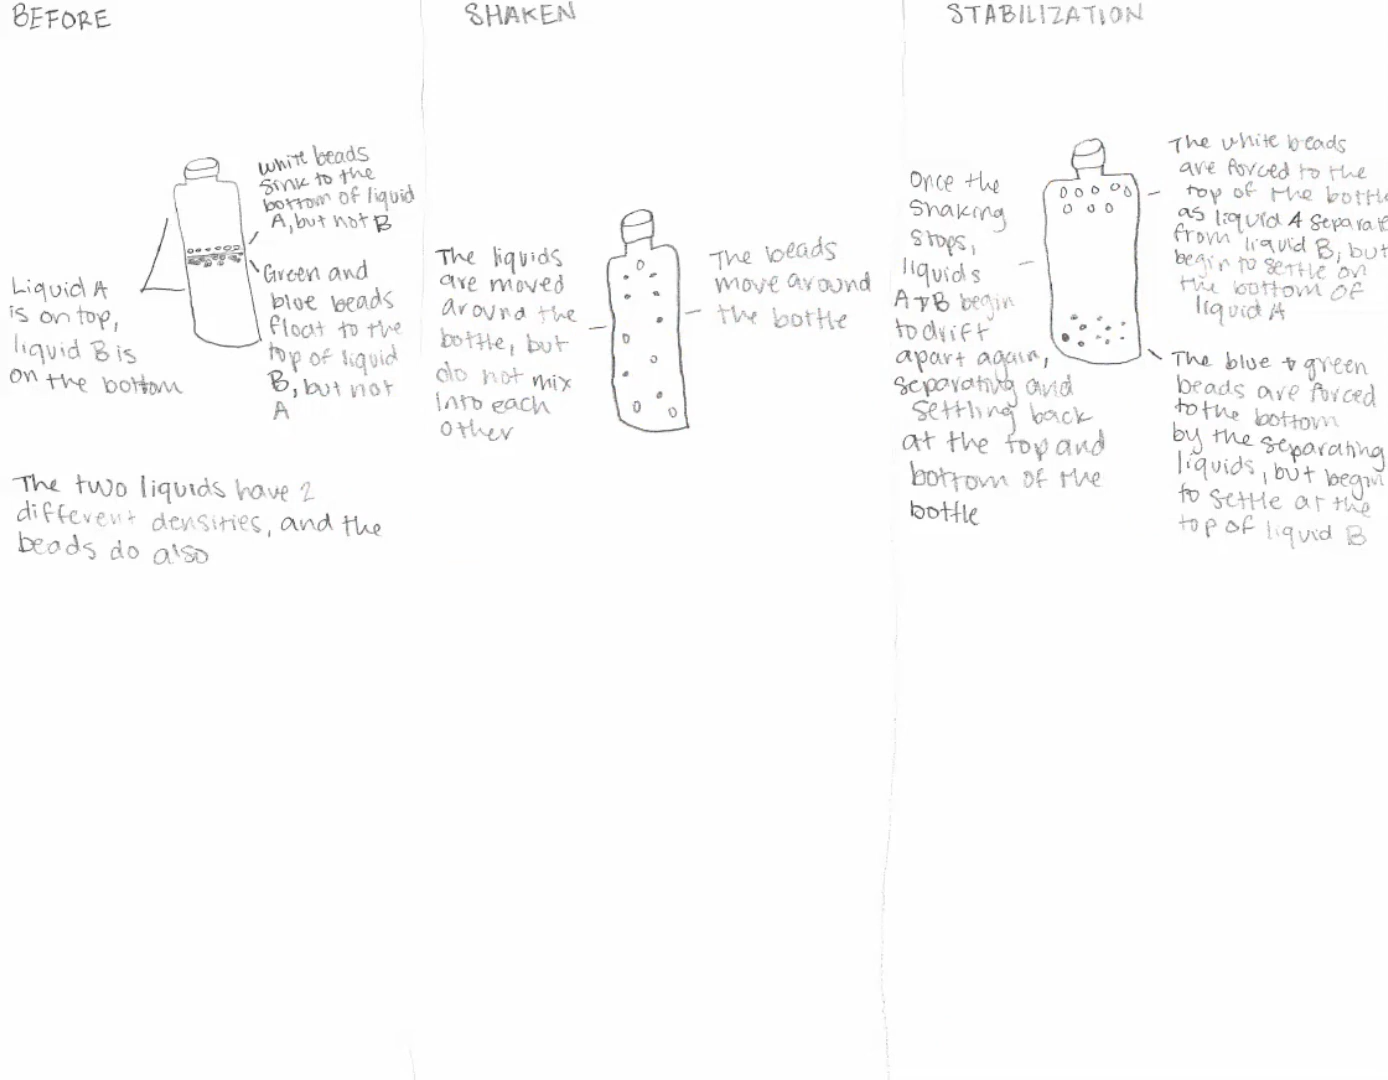 BEFORE
white beads
sink to the
bottom of liquid
A, but not B
Liquid A
is on top,
liquid B is
on the bottom
Green and
blue beads
float to the
top of liquid
B, but not
A
The two liquids have 2
different densities, and the
beads do also
SHAKEN
The liquids
are moved
around the
bottle, but
do not mix
into each
other
The beads
move around
the bottle
STABILIZATION
Once the
shaking
stops,
liquids
A + B begin
to drift
apart again,
separating and
settling back
at the top and
bottom of the
bottle
The white beads
are forced to the
top of the bottle
as liquid A separate
from liquid B, but
begin to settle on
the bottom of
liquid A
The blue + green
beads are forced
to the bottom
by the separating
liquids, but begin
to settle at the
top of liquid B